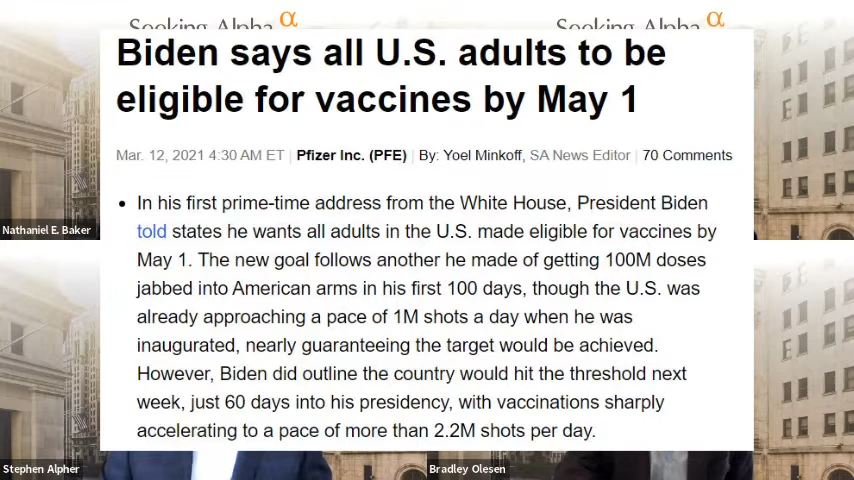 Seeking Alpha α
Seeking Alpha α
Biden says all U.S. adults to be
eligible for vaccines by May 1
Mar. 12, 2021 4:30 AM ET | Pfizer Inc. (PFE) | By: Yoel Minkoff, SA News Editor | 70 Comments
• In his first prime-time address from the White House, President Biden
told states he wants all adults in the U.S. made eligible for vaccines by
May 1. The new goal follows another he made of getting 100M doses
jabbed into American arms in his first 100 days, though the U.S. was
already approaching a pace of 1M shots a day when he was
inaugurated, nearly guaranteeing the target would be achieved.
However, Biden did outline the country would hit the threshold next
week, just 60 days into his presidency, with vaccinations sharply
accelerating to a pace of more than 2.2M shots per day.
Nathaniel E. Baker
Stephen Alpher
Bradley Olesen